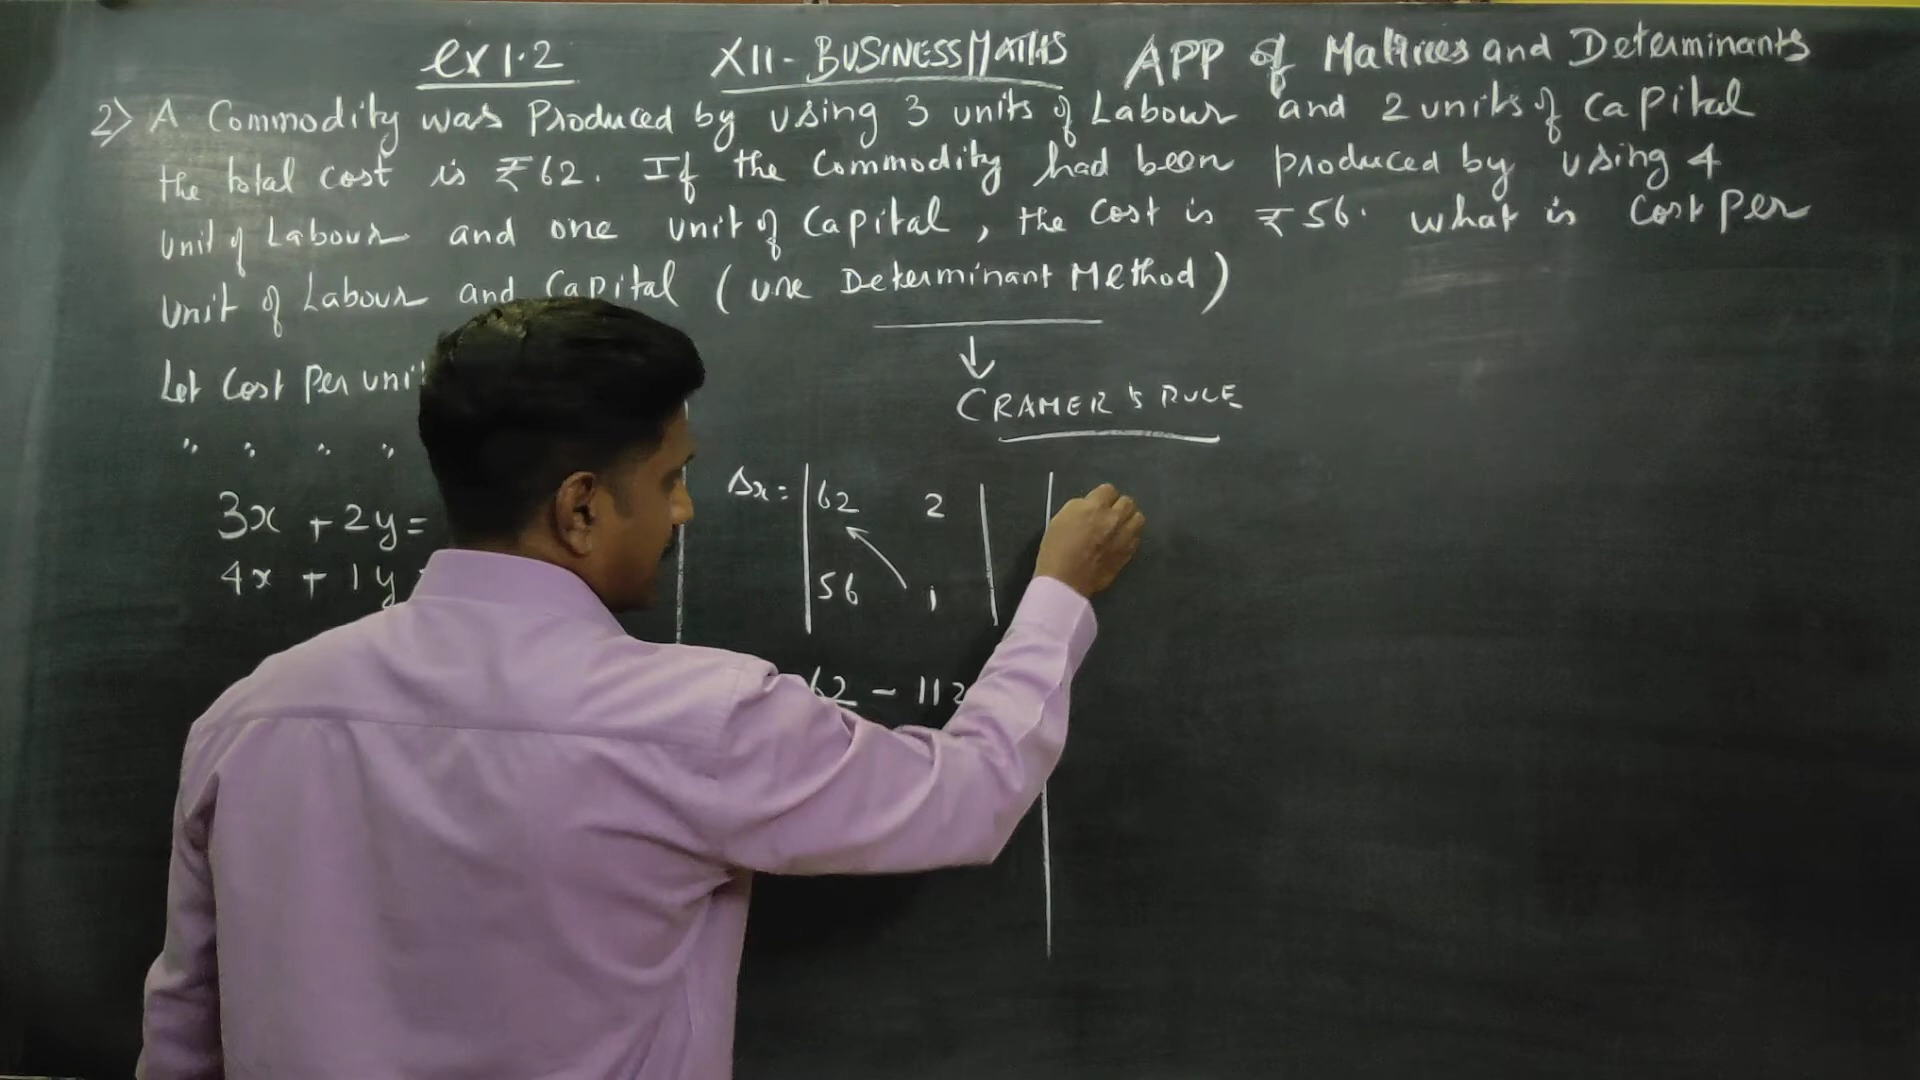 ex 1.2 XII - BUSINESS MATHS APP of Matrices and Determinants
2) A Commodity was Produced by using 3 units of Labour and 2 units of capital
the total cost is ₹62. If the Commodity had been produced by using 4
unit of Labour and one unit of Capital, the cost is ₹56. what is Cost Per
unit of Labour and Capital (use Determinant Method)
↓
CRAMER'S RULE
Let Cost Per uni
" " " "
3x + 2y =
4x + 1y
Δx = | 62 2 |
| 56 1 |
62 - 112